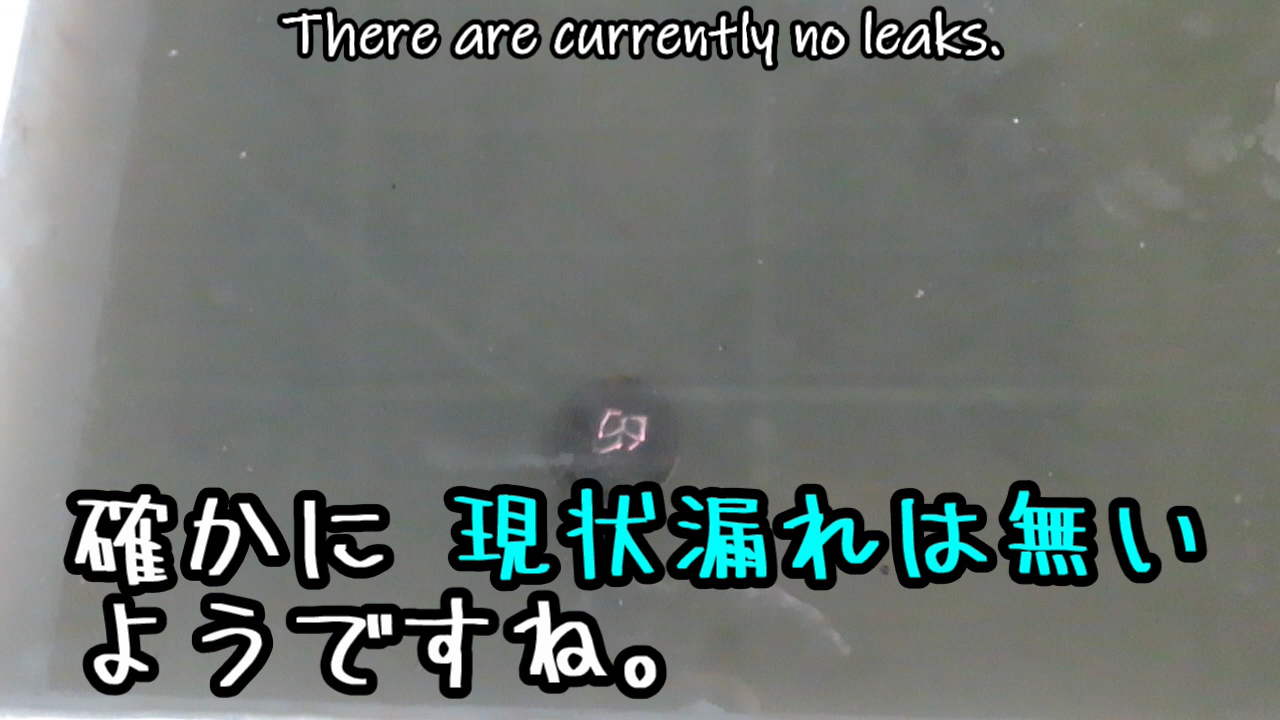 There are currently no leaks.
確かに 現状漏れは無い
ようですね。